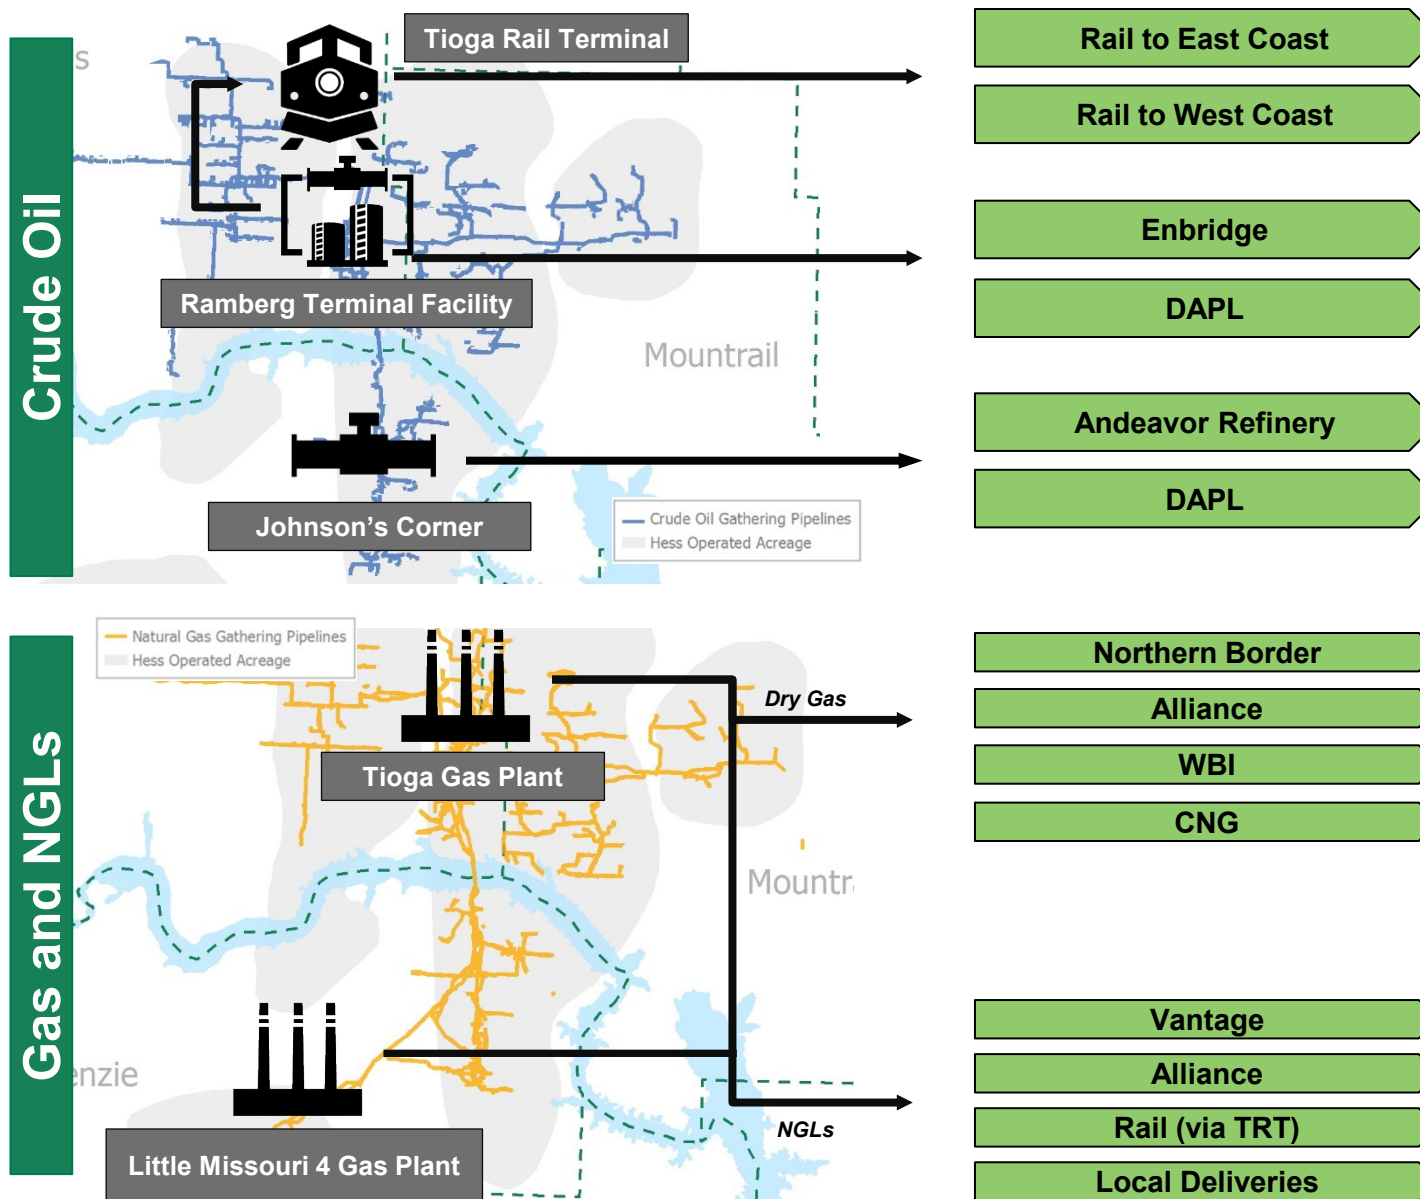 Crude Oil
s
Tioga Rail Terminal
Ramberg Terminal Facility
Mountrail
Johnson's Corner
Crude Oil Gathering Pipelines
Hess Operated Acreage
Rail to East Coast
Rail to West Coast
Enbridge
DAPL
Andeavor Refinery
DAPL
Gas and NGLs
Natural Gas Gathering Pipelines
Hess Operated Acreage
Dry Gas
Tioga Gas Plant
Mountr
enzie
NGLs
Little Missouri 4 Gas Plant
Northern Border
Alliance
WBI
CNG
Vantage
Alliance
Rail (via TRT)
Local Deliveries